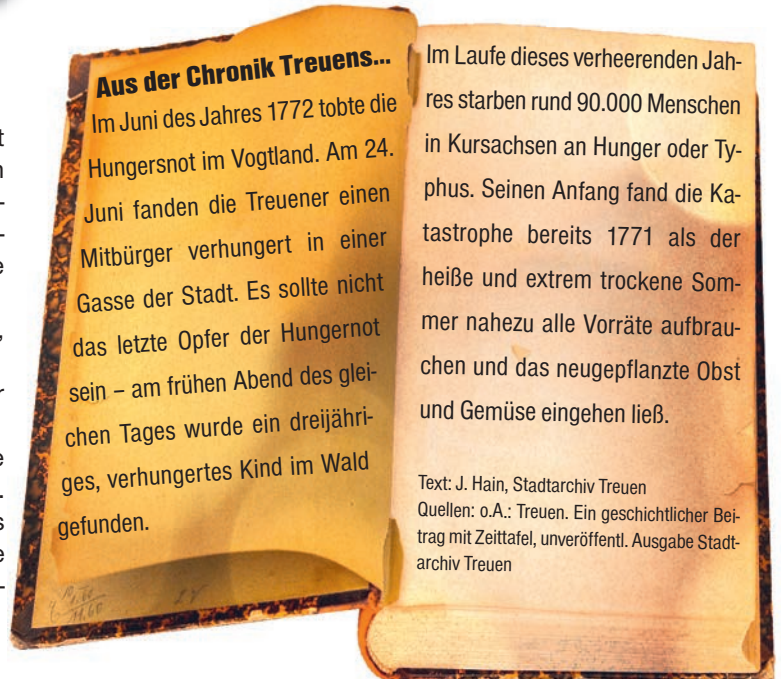 Aus der Chronik Treuens...
Im Juni des Jahres 1772 tobte die
Hungersnot im Vogtland. Am 24.
Juni fanden die Treuener einen
Mitbürger verhungert in einer
Gasse der Stadt. Es sollte nicht
das letzte Opfer der Hungernot
sein – am frühen Abend des glei-
chen Tages wurde ein dreijähri-
ges, verhungertes Kind im Wald
gefunden.
Im Laufe dieses verheerenden Jah-
res starben rund 90.000 Menschen
in Kursachsen an Hunger oder Ty-
phus. Seinen Anfang fand die Ka-
tastrophe bereits 1771 als der
heiße und extrem trockene Som-
mer nahezu alle Vorräte aufbrau-
chen und das neugepflanzte Obst
und Gemüse eingehen ließ.
Text: J. Hain, Stadtarchiv Treuen
Quellen: o.A.: Treuen. Ein geschichtlicher Bei-
trag mit Zeittafel, unveröffentl. Ausgabe Stadt-
archiv Treuen